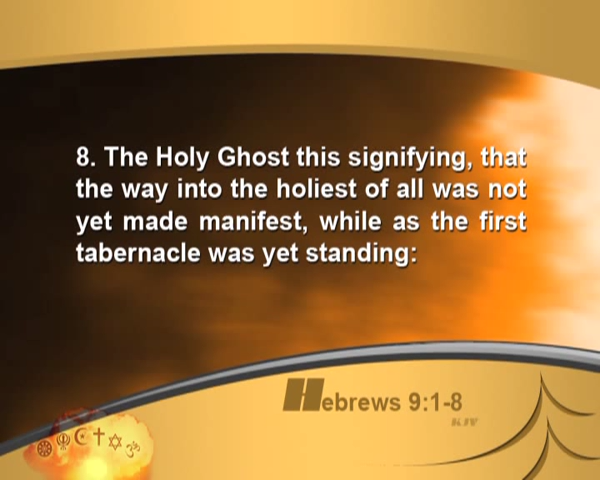 8. The Holy Ghost this signifying, that
the way into the holiest of all was not
yet made manifest, while as the first
tabernacle was yet standing:
Hebrews 9:1-8
KJV